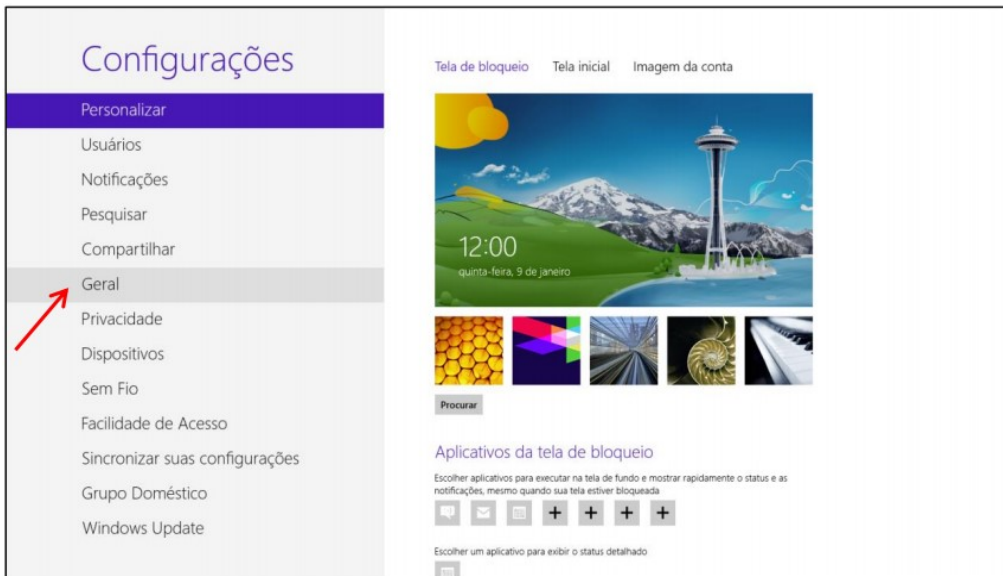 Configurações
Personalizar
Usuários
Notificações
Pesquisar
Compartilhar
Geral
Privacidade
Dispositivos
Sem Fio
Facilidade de Acesso
Sincronizar suas configurações
Grupo Doméstico
Windows Update
Tela de bloqueio Tela inicial Imagem da conta
12:00
quinta-feira, 9 de janeiro
Procurar
Aplicativos da tela de bloqueio
Escolher aplicativos para executar na tela de fundo e mostrar rapidamente o status e as
notificações, mesmo quando sua tela estiver bloqueada
Escolher um aplicativo para exibir o status detalhado